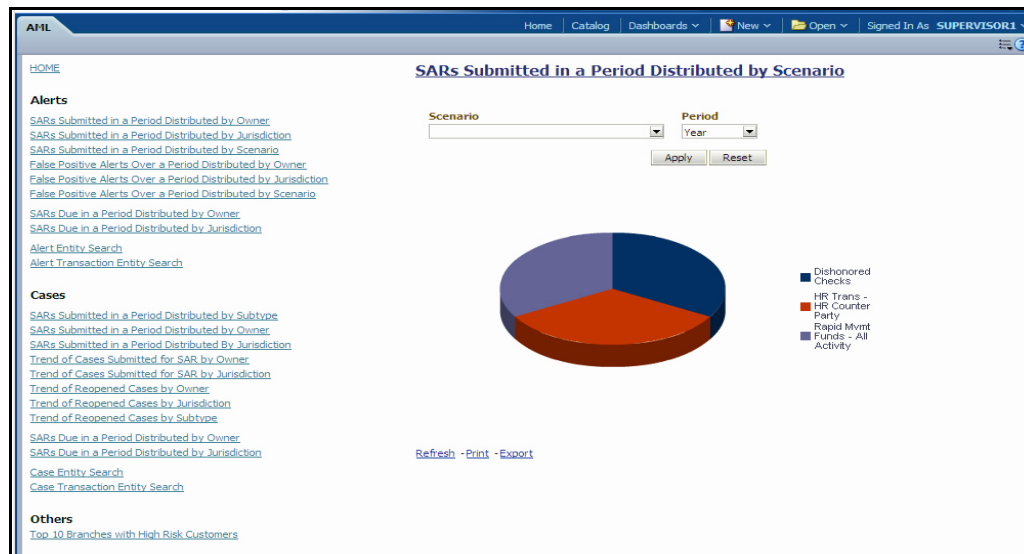 AML
Home Catalog Dashboards New Open Signed In As SUPERVISOR1
HOME
Alerts
SARs Submitted in a Period Distributed by Owner
SARs Submitted in a Period Distributed by Jurisdiction
SARs Submitted in a Period Distributed by Scenario
False Positive Alerts Over a Period Distributed by Owner
False Positive Alerts Over a Period Distributed by Jurisdiction
False Positive Alerts Over a Period Distributed by Scenario
SARs Due in a Period Distributed by Owner
SARs Due in a Period Distributed by Jurisdiction
Alert Entity Search
Alert Transaction Entity Search
Cases
SARs Submitted in a Period Distributed by Subtype
SARs Submitted in a Period Distributed by Owner
SARs Submitted in a Period Distributed By Jurisdiction
Trend of Cases Submitted for SAR by Owner
Trend of Cases Submitted for SAR by Jurisdiction
Trend of Reopened Cases by Owner
Trend of Reopened Cases by Jurisdiction
Trend of Reopened Cases by Subtype
SARs Due in a Period Distributed by Owner
SARs Due in a Period Distributed by Jurisdiction
Case Entity Search
Case Transaction Entity Search
Others
Top 10 Branches with High Risk Customers
SARs Submitted in a Period Distributed by Scenario
Scenario Period
Year
Apply Reset
Dishonored
Checks
HR Trans -
HR Counter
Party
Rapid Mvmt
Funds - All
Activity
Refresh - Print - Export